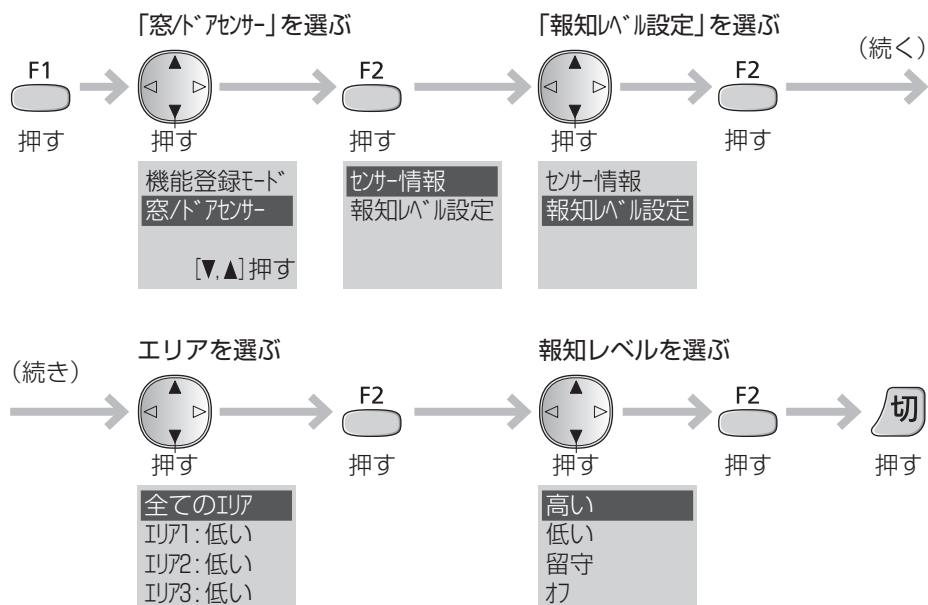 「窓/ﾄﾞｱｾﾝｻｰ」を選ぶ
「報知ﾚﾍﾞﾙ設定」を選ぶ
(続く)
F1
F2
F2
押す
押す
押す
押す
押す
機能登録ﾓｰﾄﾞ
窓/ﾄﾞｱｾﾝｻｰ
[▼,▲]押す
ｾﾝｻｰ情報
報知ﾚﾍﾞﾙ設定
ｾﾝｻｰ情報
報知ﾚﾍﾞﾙ設定
(続き)
エリアを選ぶ
報知レベルを選ぶ
F2
F2
切
押す
押す
押す
押す
押す
全てのｴﾘｱ
ｴﾘｱ1:低い
ｴﾘｱ2:低い
ｴﾘｱ3:低い
高い
低い
留守
ｵﾌ